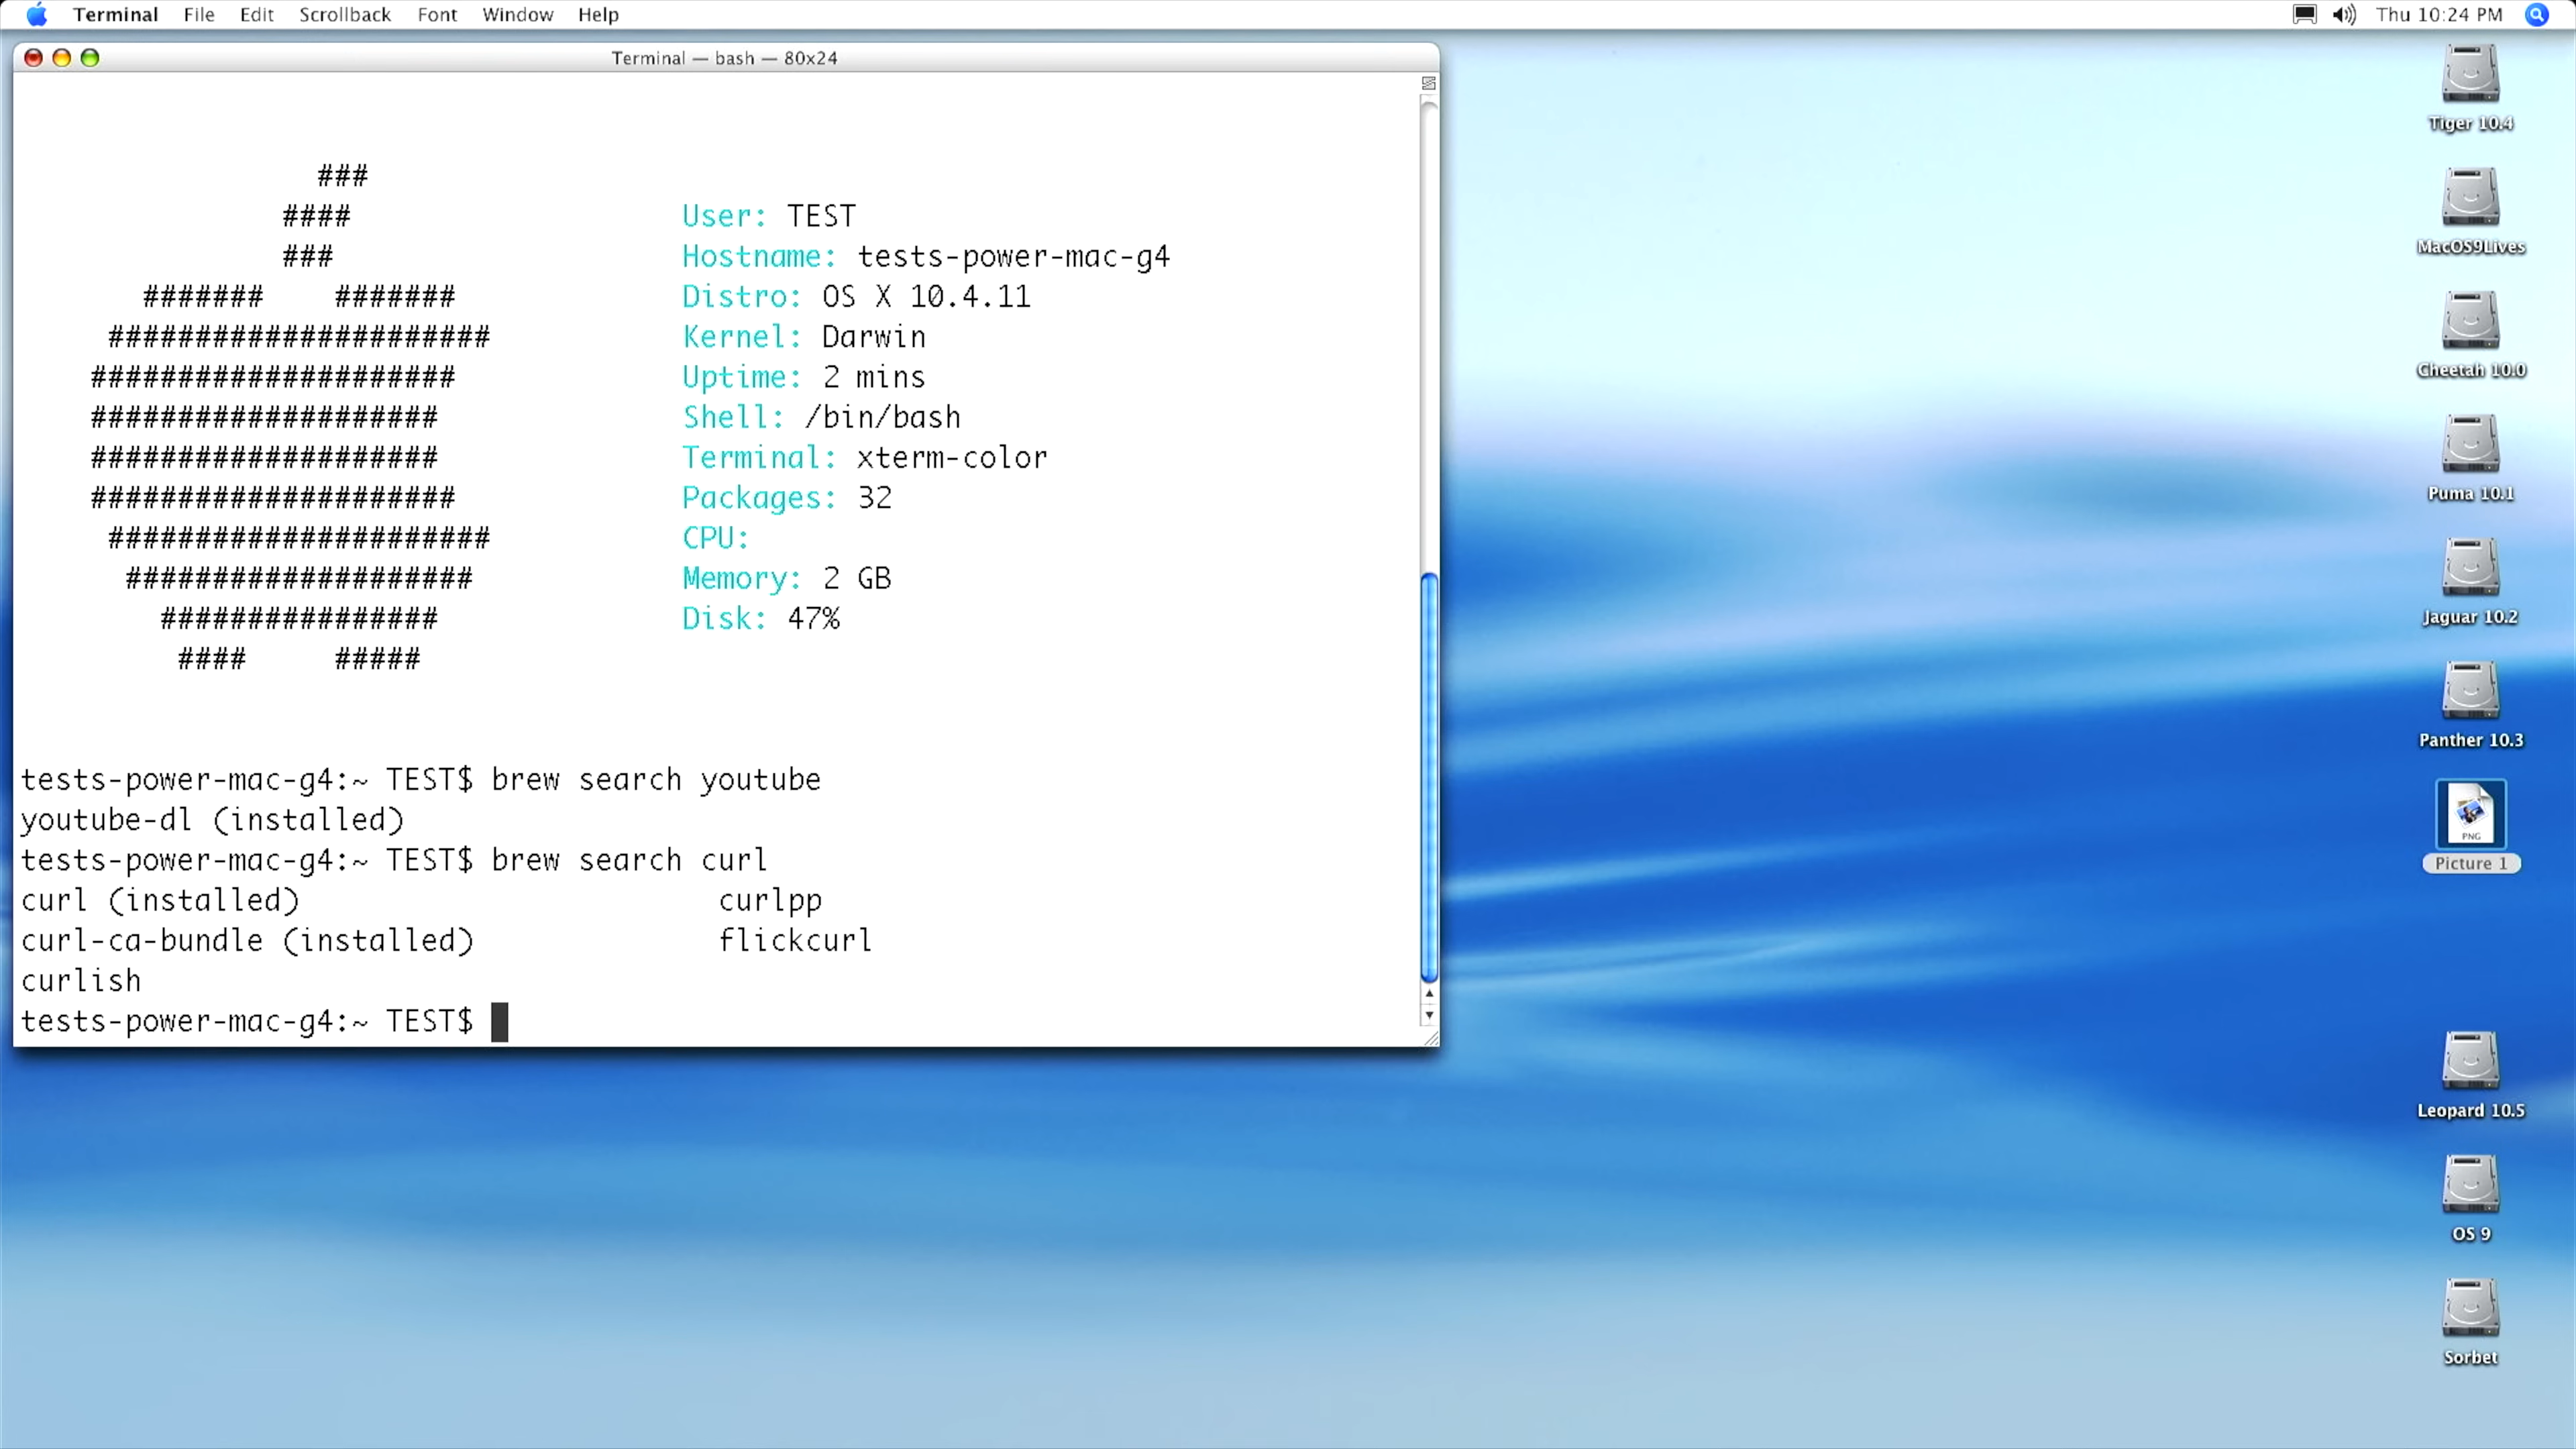 Terminal File Edit Scrollback Font Window Help Thu 10:24 PM
Terminal — bash — 80x24
###
####
###
####### #######
######################
#####################
####################
####################
#####################
######################
####################
################
#### #####
User: TEST
Hostname: tests-power-mac-g4
Distro: OS X 10.4.11
Kernel: Darwin
Uptime: 2 mins
Shell: /bin/bash
Terminal: xterm-color
Packages: 32
CPU:
Memory: 2 GB
Disk: 47%
tests-power-mac-g4:~ TEST$ brew search youtube
youtube-dl (installed)
tests-power-mac-g4:~ TEST$ brew search curl
curl (installed) curlpp
curl-ca-bundle (installed) flickcurl
curlish
tests-power-mac-g4:~ TEST$
Tiger 10.4
MacOS9Lives
Cheetah 10.0
Puma 10.1
Jaguar 10.2
Panther 10.3
PNG
Picture 1
Leopard 10.5
OS 9
Sorbet